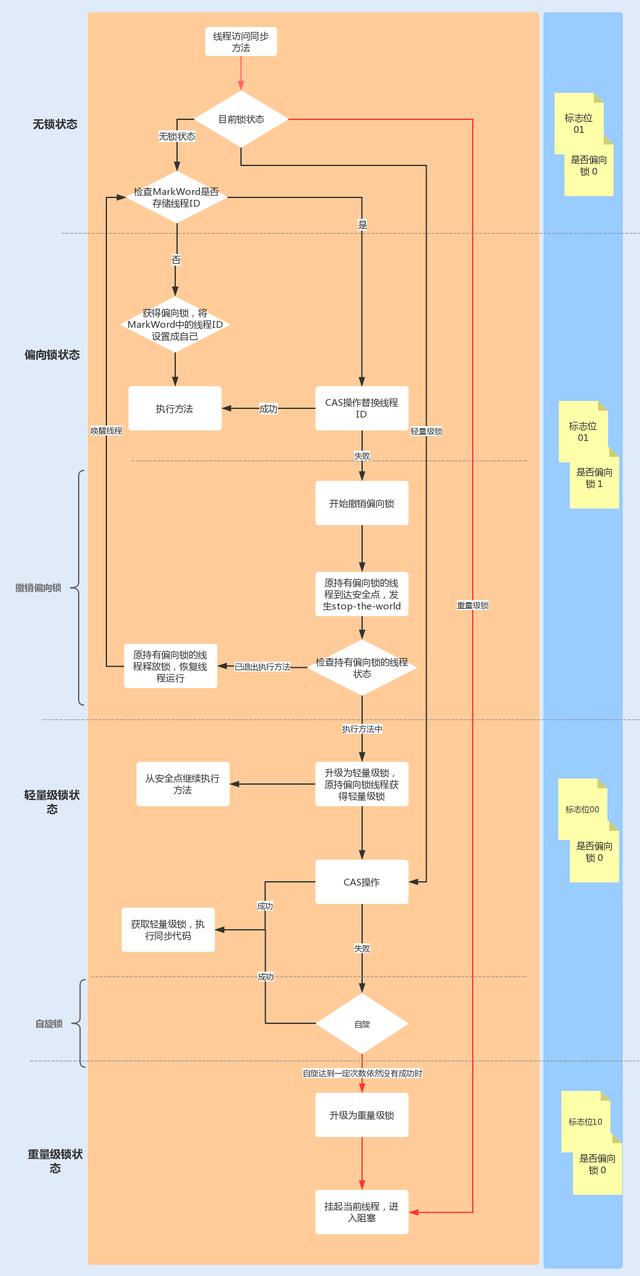 线程访问同步
方法
无锁状态
目前锁状态
标志位
01
是否偏向
锁 0
无锁状态
检查MarkWord是否
存储线程ID
是
否
获得偏向锁，将
MarkWord中的线程ID
设置成自己
偏向锁状态
执行方法
成功
CAS操作替换线程
ID
标志位
01
是否偏向
锁 1
唤醒线程
轻量级锁
失败
开始撤销偏向锁
撤销偏向锁
原持有偏向锁的线
程到达安全点，发
生stop-the-world
重量级锁
原持有偏向锁的线
程释放锁，恢复线
程运行
已退出执行方法
检查持有偏向锁的线程
状态
执行方法中
轻量级锁状
态
从安全点继续执行
方法
升级为轻量级锁，
原持偏向锁线程获
得轻量级锁
标志位00
是否偏向
锁 0
CAS操作
成功
获取轻量级锁，执
行同步代码
失败
成功
自旋锁
自旋
自旋达到一定次数依然没有成功时
升级为重量级锁
标志位10
重量级锁状
态
是否偏向
锁 0
挂起当前线程，进
入阻塞